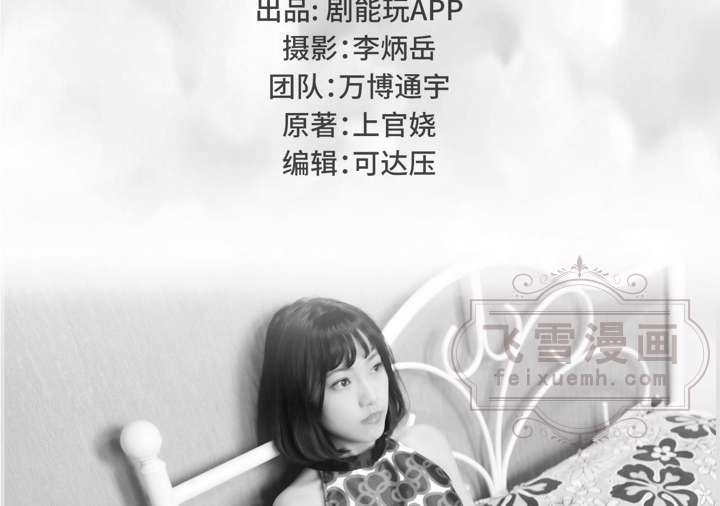 出品: 剧能玩APP
摄影:李炳岳
团队:万博通宇
原著:上官娆
编辑:可达压
飞雪漫画
feixuemh.com